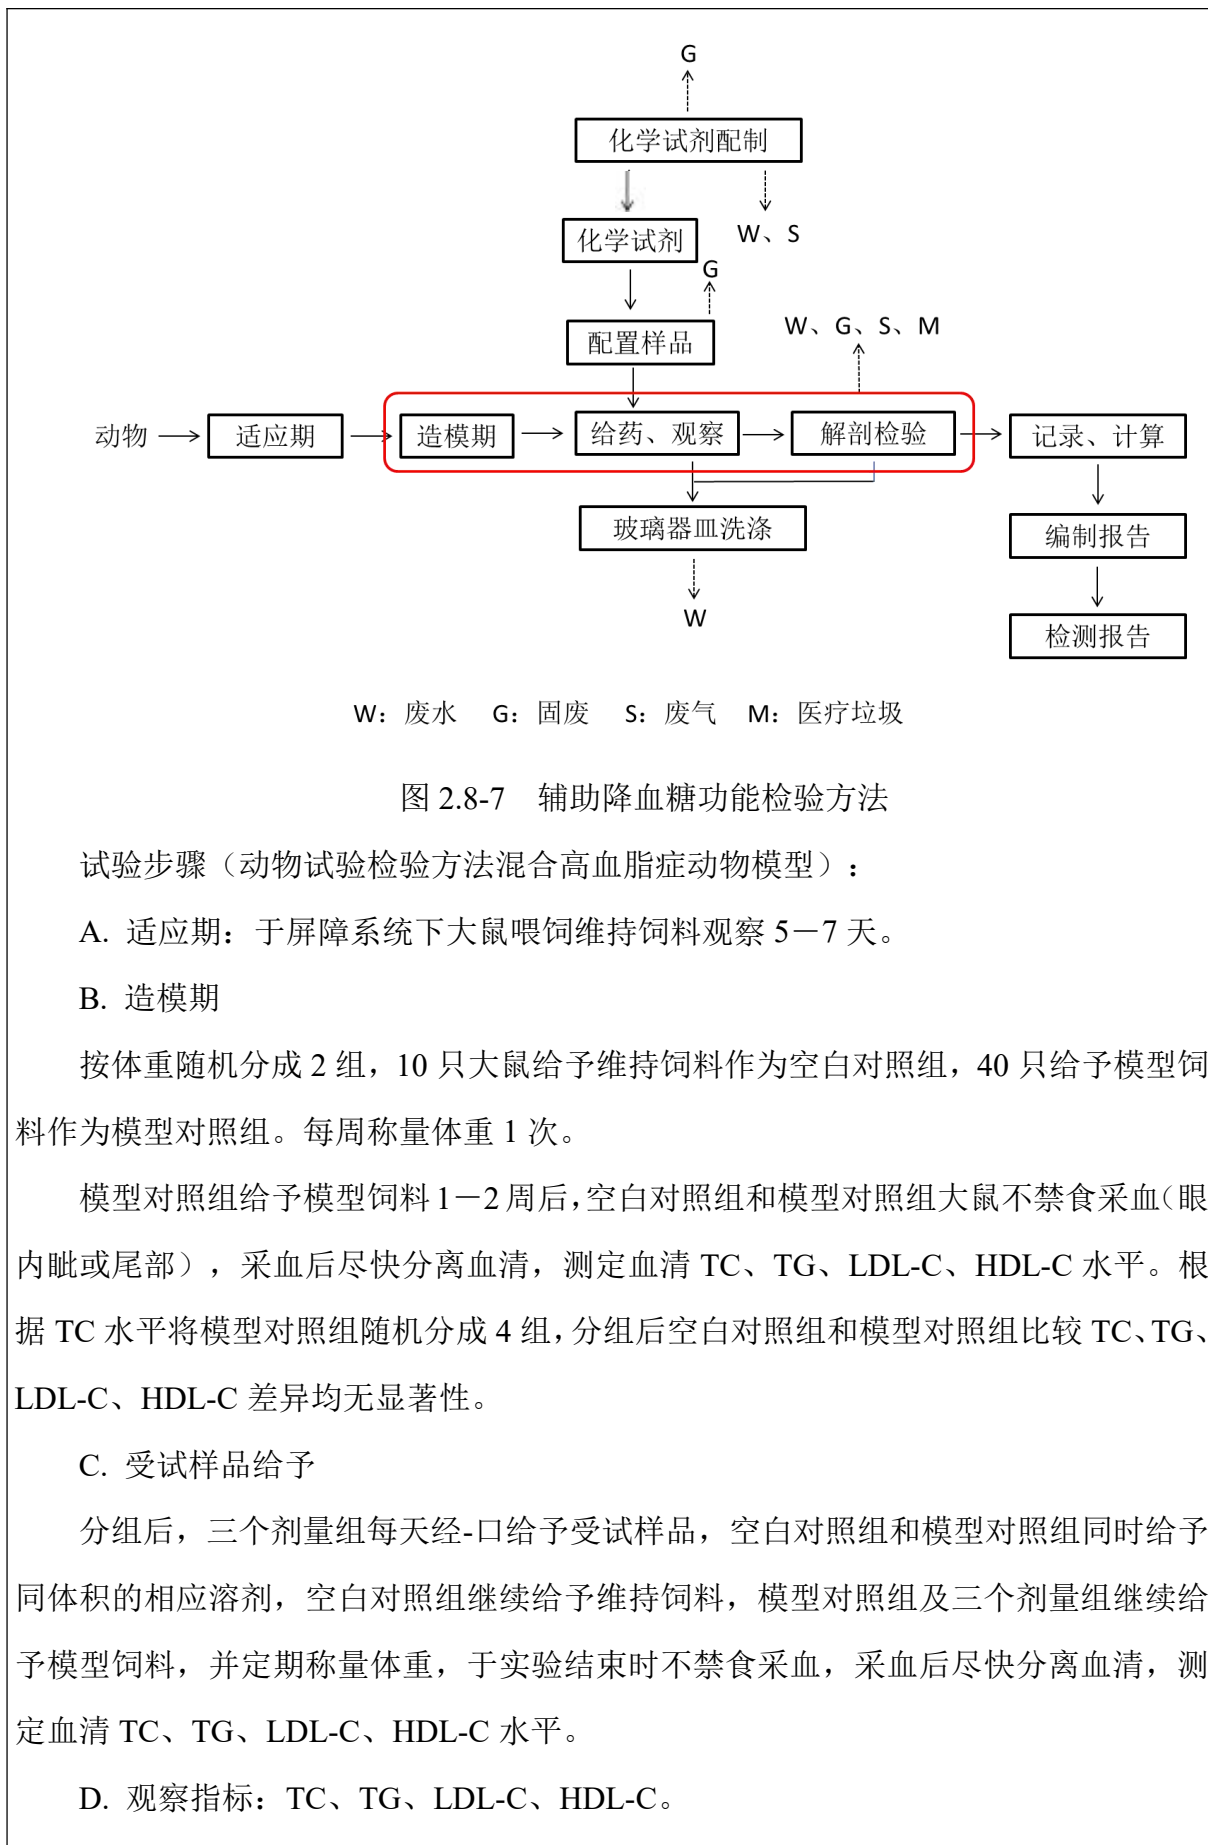 G
化学试剂配制
化学试剂
W、S
G
配置样品
W、G、S、M
动物
适应期
造模期
给药、观察
解剖检验
记录、计算
玻璃器皿洗涤
编制报告
W
检测报告
W：废水 G：固废 S：废气 M：医疗垃圾
图 2.8-7 辅助降血糖功能检验方法
试验步骤（动物试验检验方法混合高血脂症动物模型）：
A. 适应期：于屏障系统下大鼠喂饲维持饲料观察 5－7 天。
B. 造模期
按体重随机分成 2 组，10 只大鼠给予维持饲料作为空白对照组，40 只给予模型饲
料作为模型对照组。每周称量体重 1 次。
模型对照组给予模型饲料 1－2 周后，空白对照组和模型对照组大鼠不禁食采血（眼
内眦或尾部），采血后尽快分离血清，测定血清 TC、TG、LDL-C、HDL-C 水平。根
据 TC 水平将模型对照组随机分成 4 组，分组后空白对照组和模型对照组比较 TC、TG、
LDL-C、HDL-C 差异均无显著性。
C. 受试样品给予
分组后，三个剂量组每天经-口给予受试样品，空白对照组和模型对照组同时给予
同体积的相应溶剂，空白对照组继续给予维持饲料，模型对照组及三个剂量组继续给
予模型饲料，并定期称量体重，于实验结束时不禁食采血，采血后尽快分离血清，测
定血清 TC、TG、LDL-C、HDL-C 水平。
D. 观察指标：TC、TG、LDL-C、HDL-C。